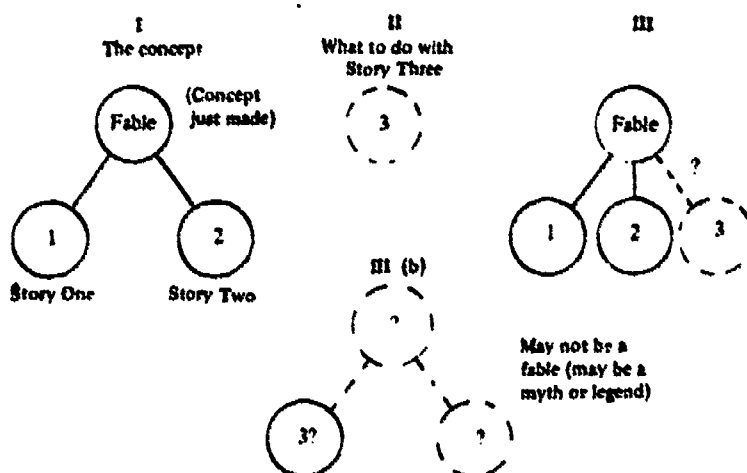 I
The concept
(Concept
just made)
Fable
1
2
Story One
Story Two
II
What to do with
Story Three
3
III
Fable
?
1
2
3
III (b)
?
3?
?
May not be a
fable (may be a
myth or legend)